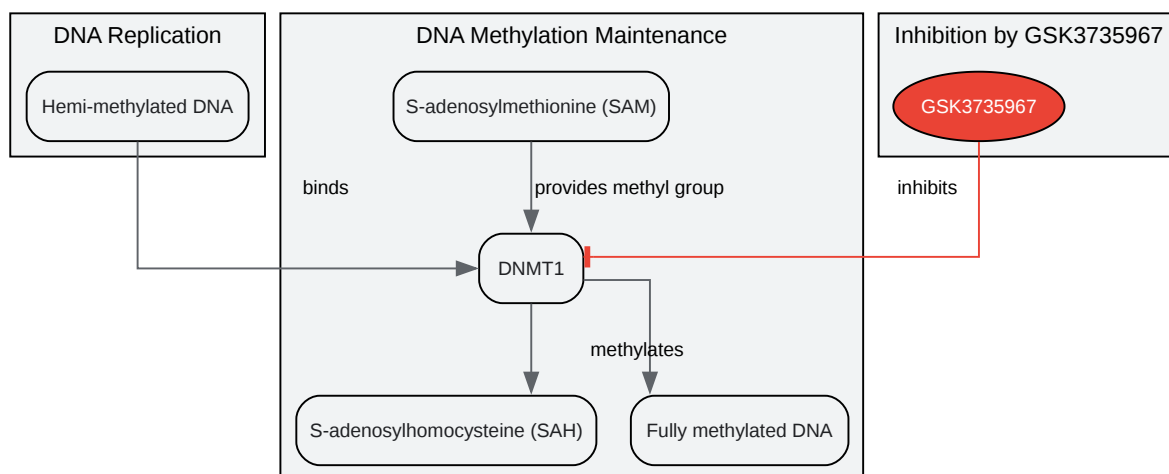 DNA Replication
DNA Methylation Maintenance
Inhibition by GSK3735967
Hemi-methylated DNA
S-adenosylmethionine (SAM)
GSK3735967
binds
provides methyl group
inhibits
DNMT1
methylates
S-adenosylhomocysteine (SAH)
Fully methylated DNA